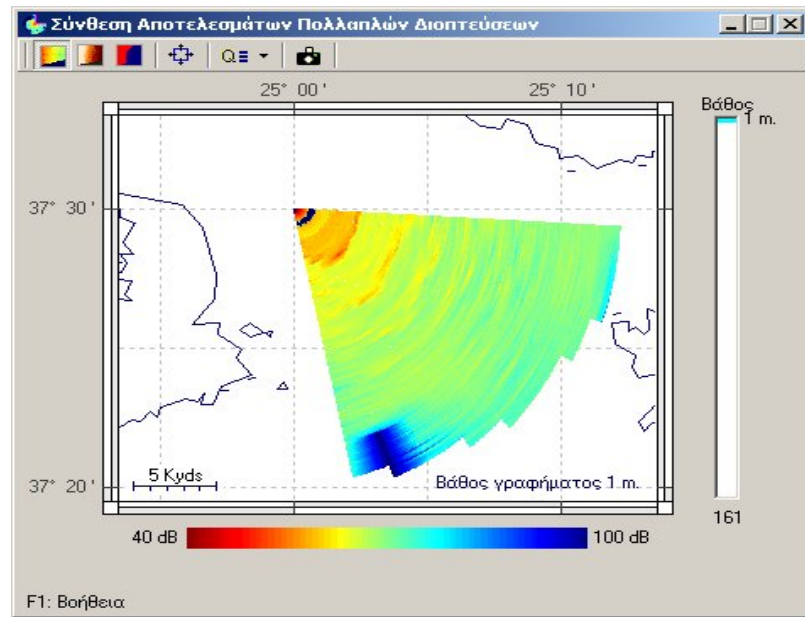 Σύνθεση Αποτελεσμάτων Πολλαπλών Διοπτεύσεων
Q
25° 00 '
25° 10 '
Βάθος
1 m.
37° 30 '
37° 20 '
5 Kyds
Βάθος γραφήματος 1 m.
161
40 dB
100 dB
F1: Βοήθεια